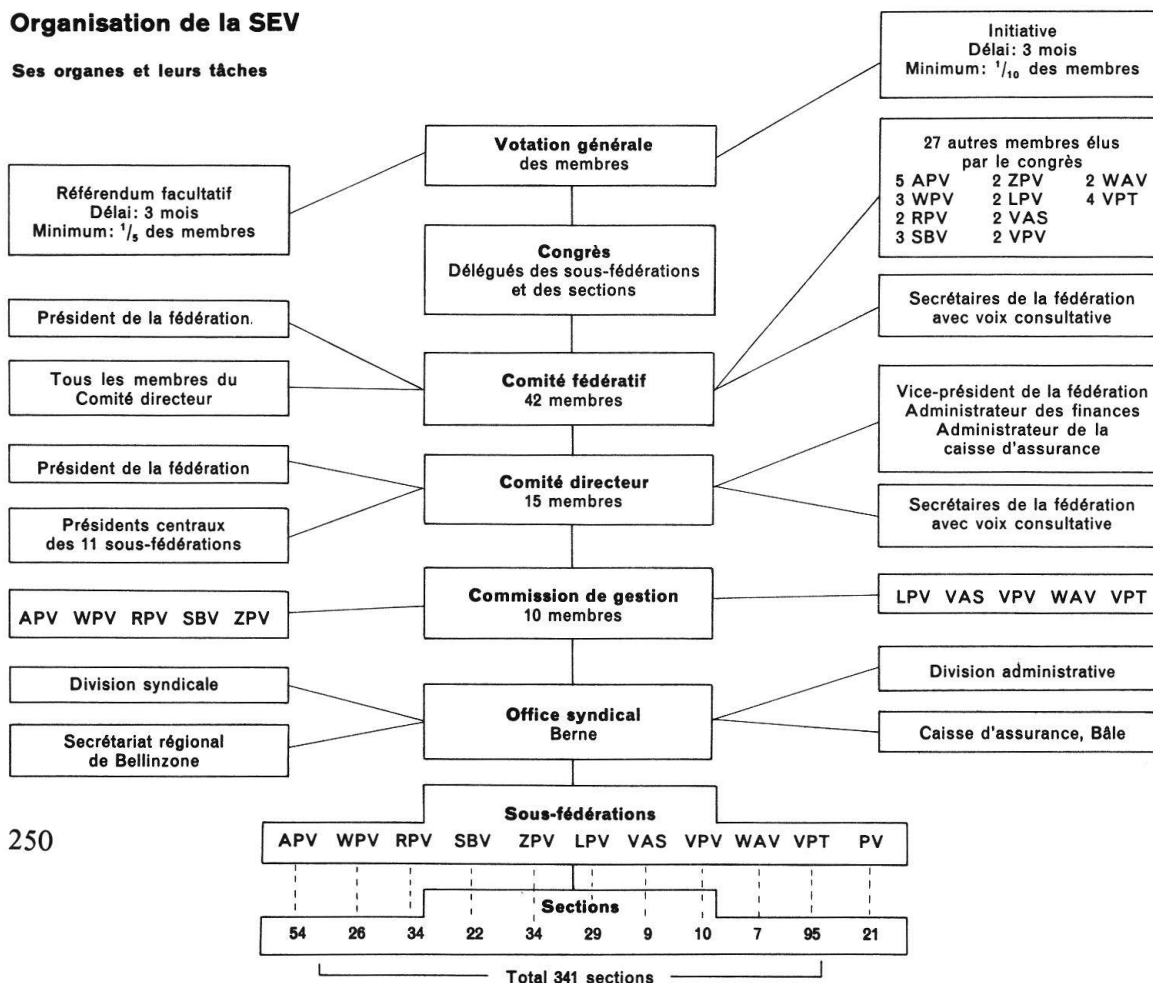 Organisation de la SEV
Ses organes et leurs tâches
Initiative
Délai: 3 mois
Minimum: 1/10 des membres
Votation générale
des membres
Référendum facultatif
Délai: 3 mois
Minimum: 1/5 des membres
27 autres membres élus
par le congrès
5 APV 2 ZPV 2 WAV
3 WPV 2 LPV 4 VPT
2 RPV 2 VAS
3 SBV 2 VPV
Congrès
Délégués des sous-fédérations
et des sections
Président de la fédération.
Secrétaires de la fédération
avec voix consultative
Tous les membres du
Comité directeur
Comité fédératif
42 membres
Vice-président de la fédération
Administrateur des finances
Administrateur de la
caisse d'assurance
Président de la fédération
Comité directeur
15 membres
Présidents centraux
des 11 sous-fédérations
Secrétaires de la fédération
avec voix consultative
APV WPV RPV SBV ZPV
Commission de gestion
10 membres
LPV VAS VPV WAV VPT
Division syndicale
Division administrative
Office syndical
Berne
Secrétariat régional
de Bellinzone
Caisse d'assurance, Bâle
Sous-fédérations
250
APV WPV RPV SBV ZPV LPV VAS VPV WAV VPT PV
Sections
54 26 34 22 34 29 9 10 7 95 21
Total 341 sections